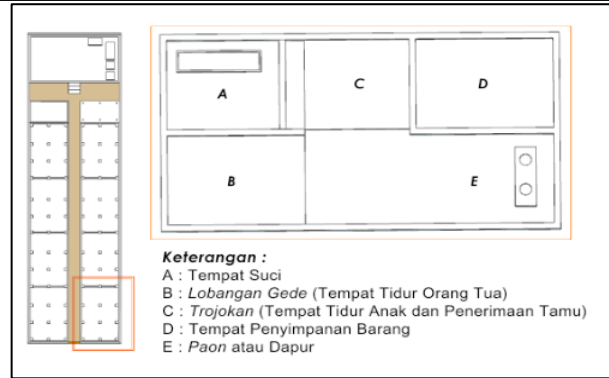 A
C
D
B
E
Keterangan :
A : Tempat Suci
B : Lobangan Gede (Tempat Tidur Orang Tua)
C : Trojokan (Tempat Tidur Anak dan Penerimaan Tamu)
D : Tempat Penyimpanan Barang
E : Paon atau Dapur